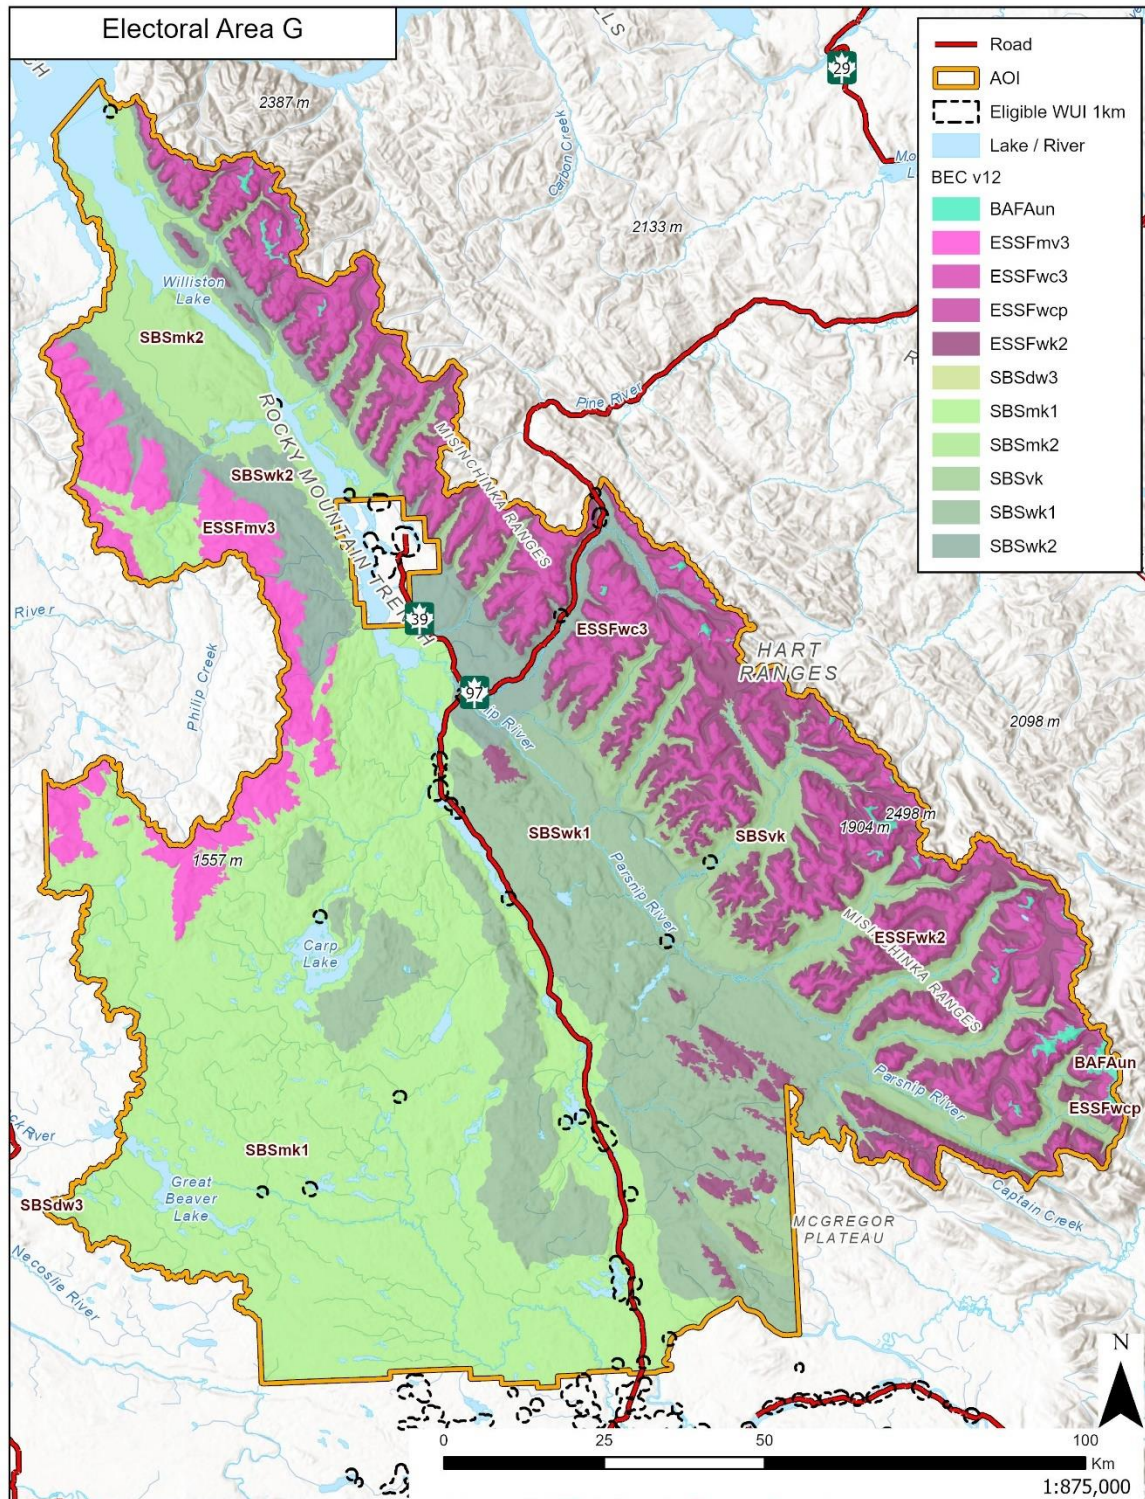 Electoral Area G
Road
AOI
Eligible WUI 1km
Lake / River
BEC v12
BAFAun
ESSFmv3
ESSFwc3
ESSFwcp
ESSFwk2
SBSdw3
SBSmk1
SBSmk2
SBSvk
SBSwk1
SBSwk2
29
2387 m
Carbon Creek
2133 m
Williston
Lake
SBSmk2
Pine River
ROCKY MOUNTAIN TRENCH
MISINCHINKA RANGES
SBSwk2
ESSFmv3
River
39
ESSFwc3
HART
RANGES
Philip Creek
97
River
2098 m
1557 m
SBSwk1
SBSvk
2498 m
1904 m
Parsnip River
Carp
Lake
ESSFwk2
MISINCHINKA RANGES
BAFAun
Parsnip River
ESSFwcp
SBSmk1
Great
Beaver
Lake
SBSdw3
Captain Creek
MCGREGOR
PLATEAU
Necoslie River
N
0 25 50 100
Km
1:875,000